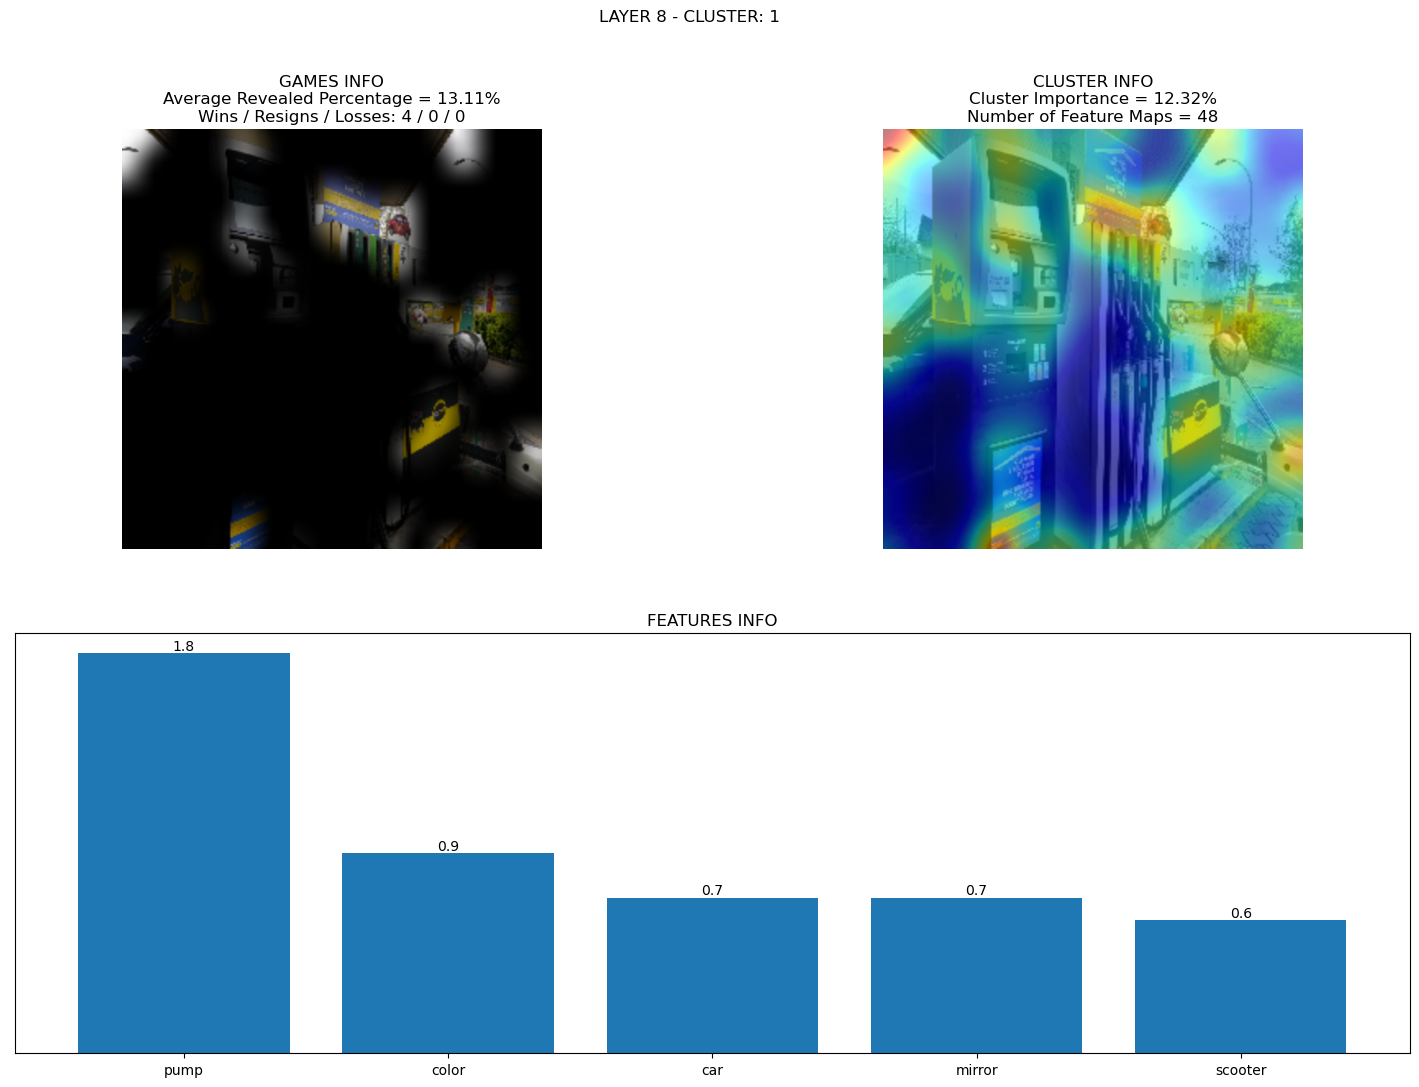 LAYER 8 - CLUSTER: 1
GAMES INFO
Average Revealed Percentage = 13.11%
Wins / Resigns / Losses: 4 / 0 / 0
CLUSTER INFO
Cluster Importance = 12.32%
Number of Feature Maps = 48
FEATURES INFO
1.8
0.9
0.7
0.7
0.6
pump
color
car
mirror
scooter